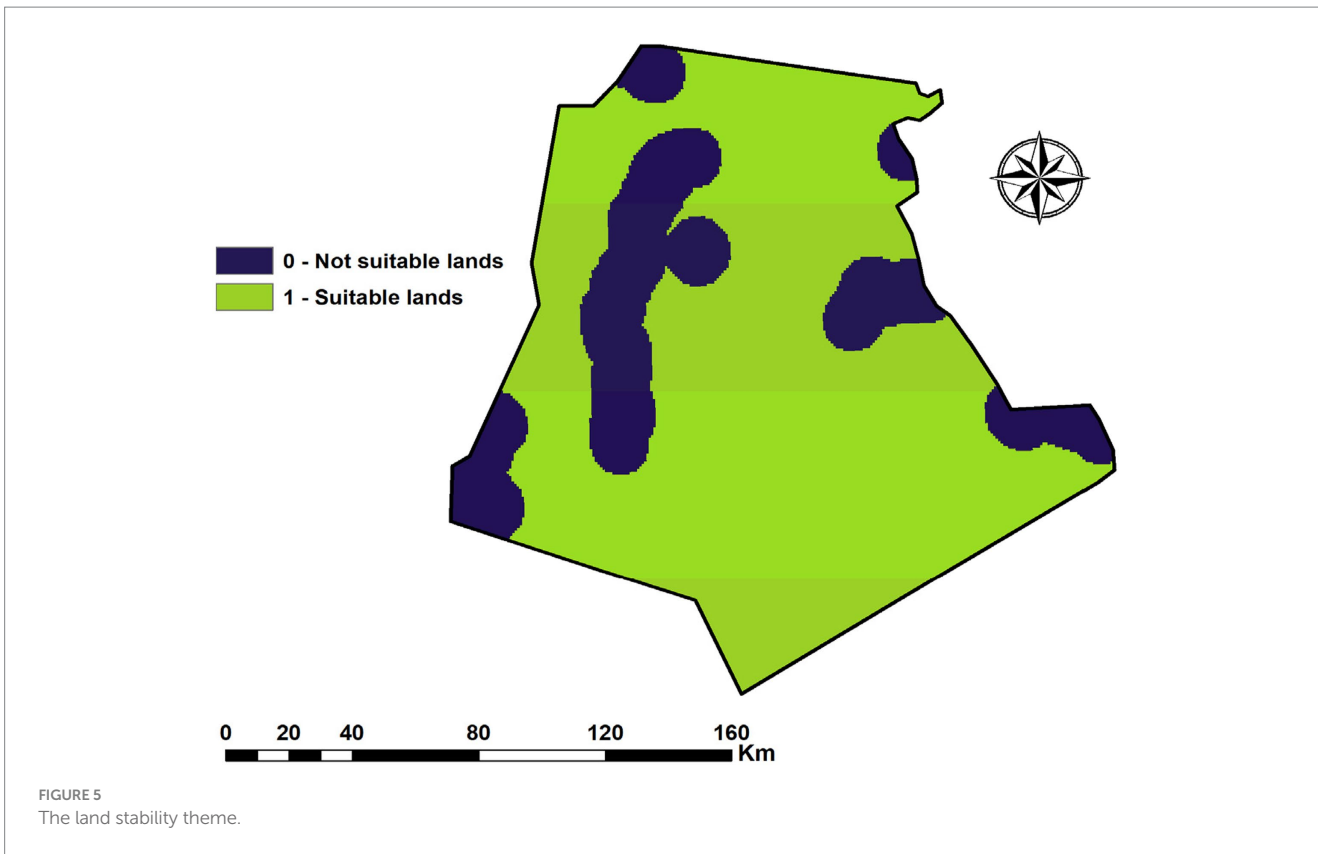 0 - Not suitable lands
1 - Suitable lands
0 20 40 80 120 160
Km
FIGURE 5
The land stability theme.